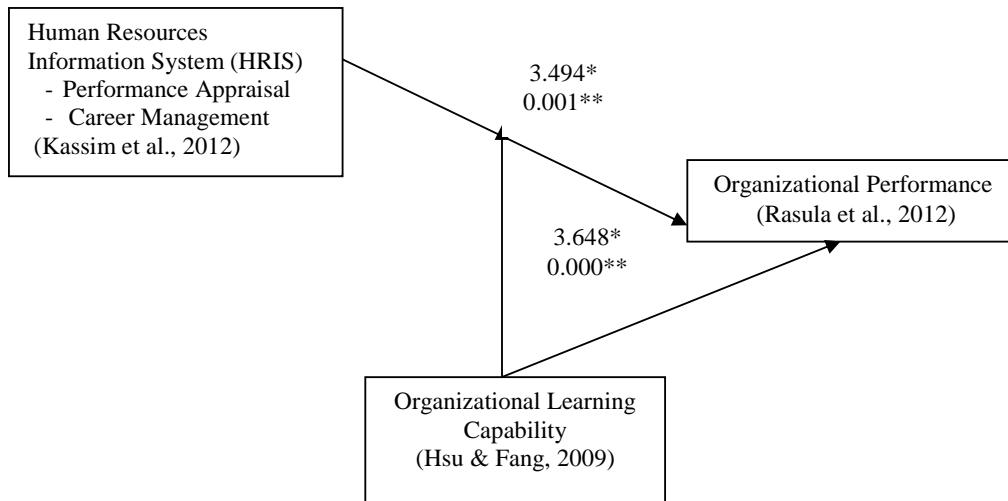 Human Resources
Information System (HRIS)
- Performance Appraisal
- Career Management
(Kassim et al., 2012)
3.494*
0.001**
Organizational Performance
(Rasula et al., 2012)
3.648*
0.000**
Organizational Learning
Capability
(Hsu & Fang, 2009)